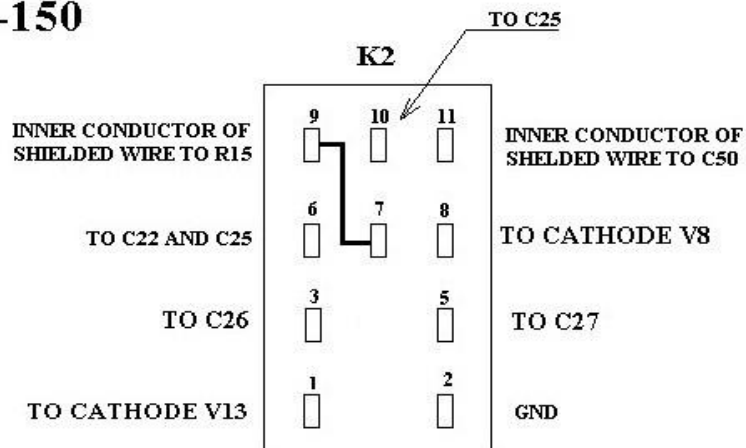 -150
TO C25
K2
9 10 11
INNER CONDUCTOR OF
SHIELDED WIRE TO R15
INNER CONDUCTOR OF
SHELDED WIRE TO C50
6 7 8
TO C22 AND C25
TO CATHODE V8
3 5
TO C26
TO C27
1 2
TO CATHODE V13
GND